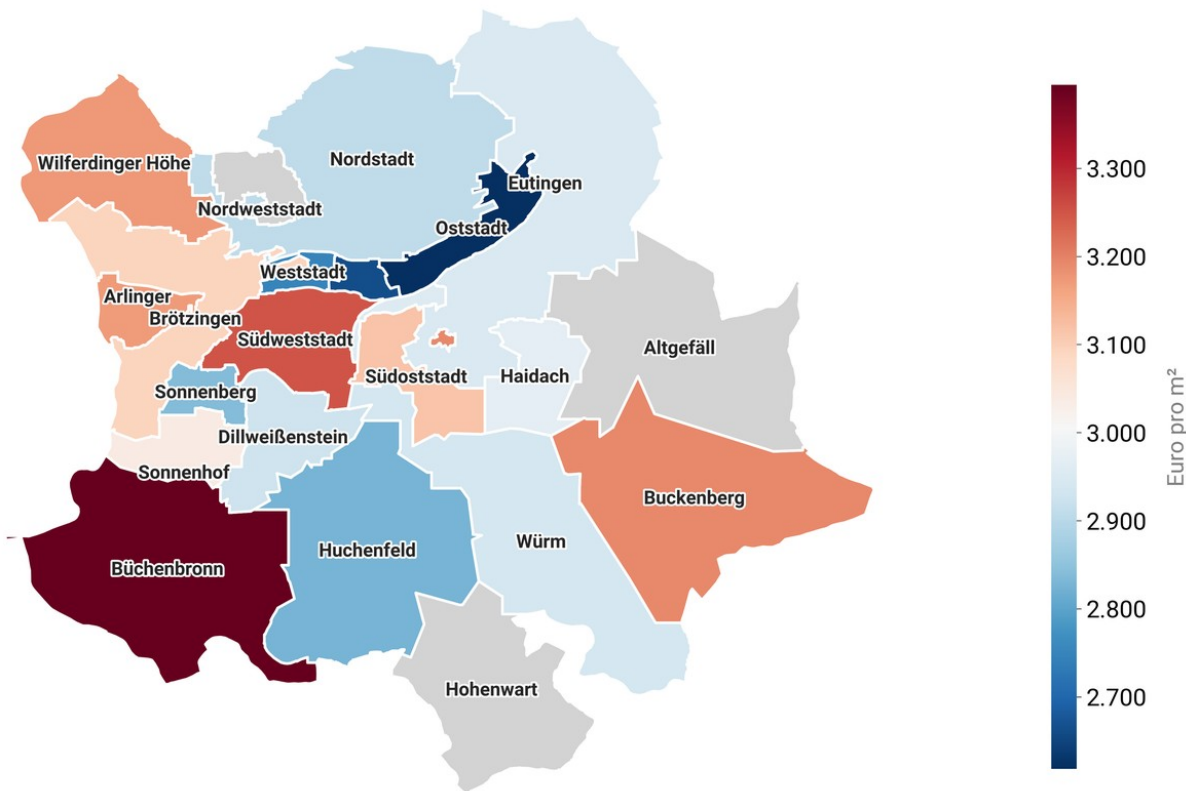 Wilferdinger Höhe
Nordstadt
Eutingen
Nordweststadt
Oststadt
Weststadt
Arlinger
Brötzingen
Südweststadt
Altgefäll
Südoststadt
Haidach
Sonnenberg
Dillweißenstein
Sonnenhof
Buckenberg
Würm
Huchenfeld
Büchenbronn
Hohenwart
3.300
3.200
3.100
3.000
2.900
2.800
2.700
Euro pro m²